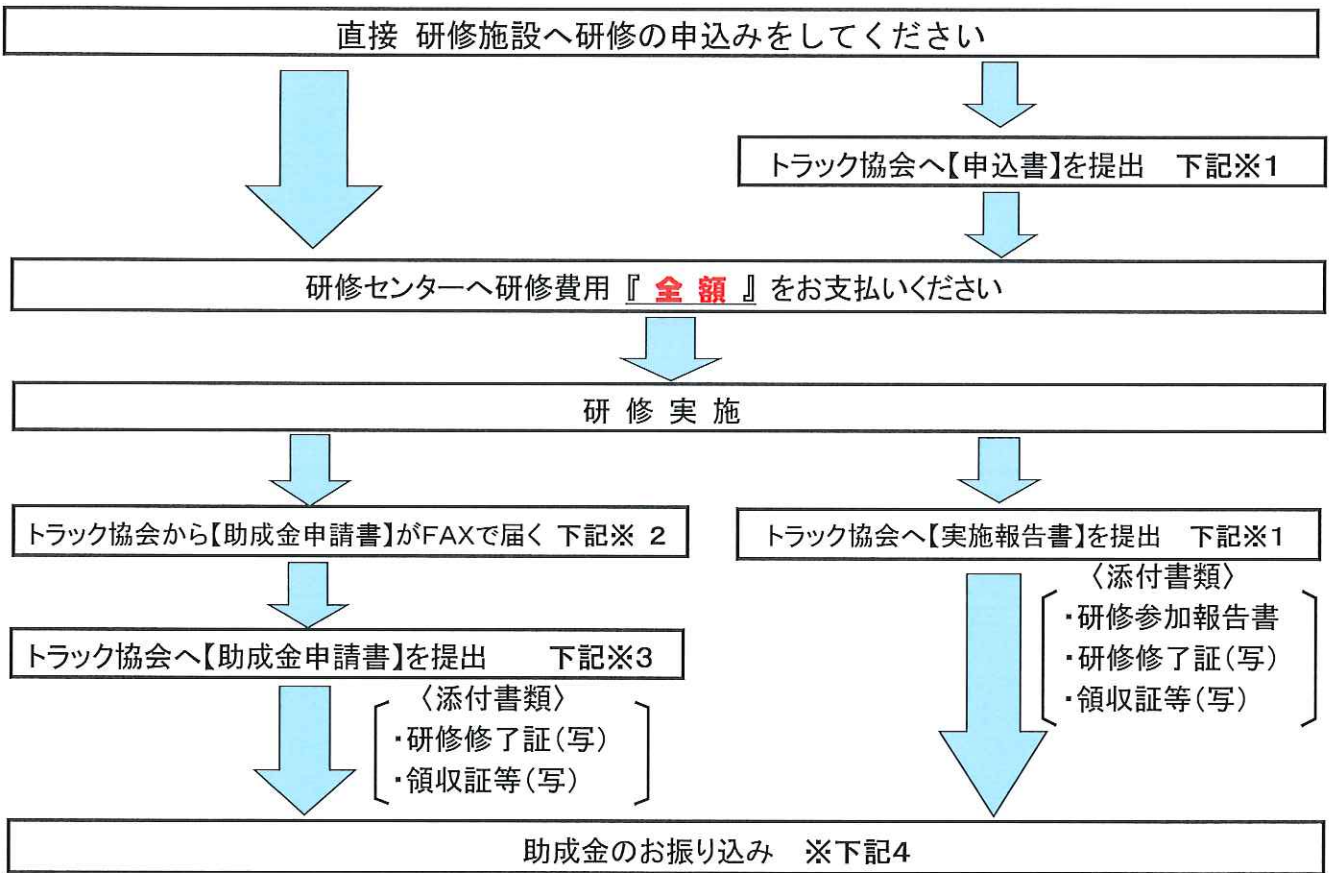 直接 研修施設へ研修の申込みをしてください
トラック協会へ【申込書】を提出 下記※1
研修センターへ研修費用『 全 額 』をお支払いください
研 修 実 施
トラック協会から【助成金申請書】がFAXで届く 下記※ 2
トラック協会へ【助成金申請書】を提出 下記※3
〈添付書類〉
・研修修了証(写)
・領収証等(写)
トラック協会へ【実施報告書】を提出 下記※1
〈添付書類〉
・研修参加報告書
・研修修了証(写)
・領収証等(写)
助成金のお振り込み ※下記4